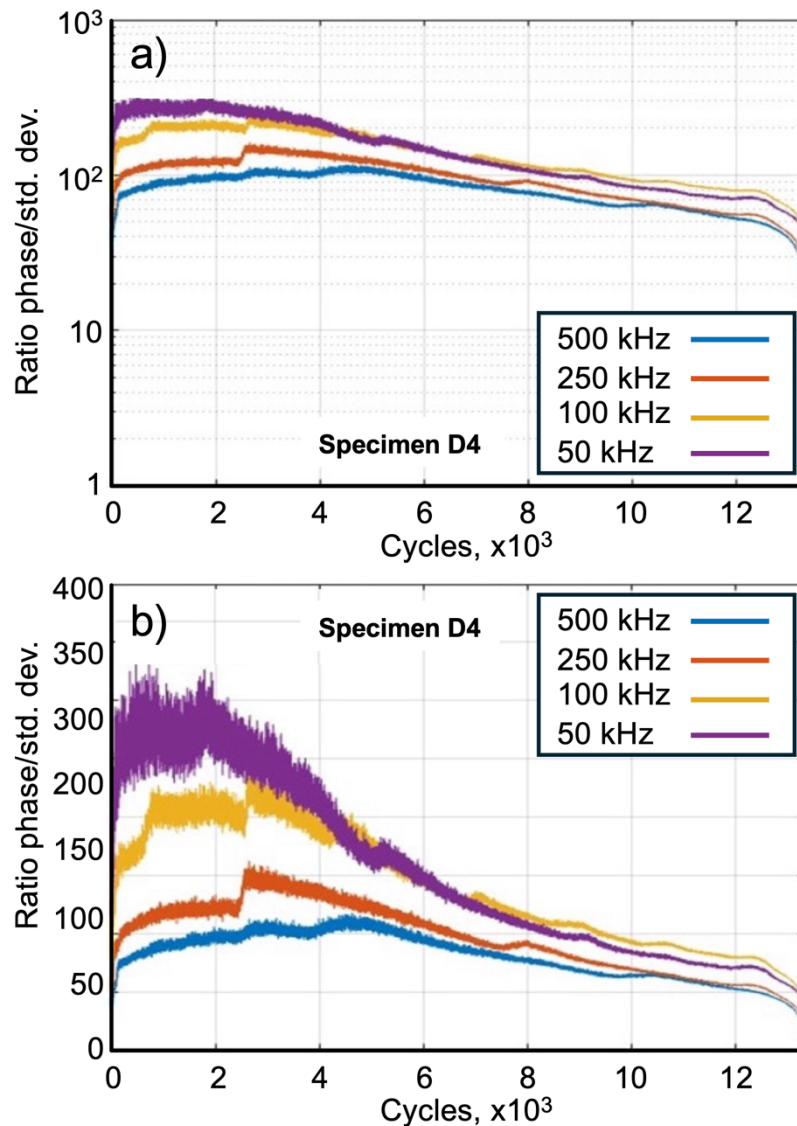 a)
10³
10²
10
1
Ratio phase/std. dev.
500 kHz
250 kHz
100 kHz
50 kHz
Specimen D4
0 2 4 6 8 10 12
Cycles, x10³
b)
Specimen D4
400
350
300
200
150
100
50
0
Ratio phase/std. dev.
500 kHz
250 kHz
100 kHz
50 kHz
0 2 4 6 8 10 12
Cycles, x10³